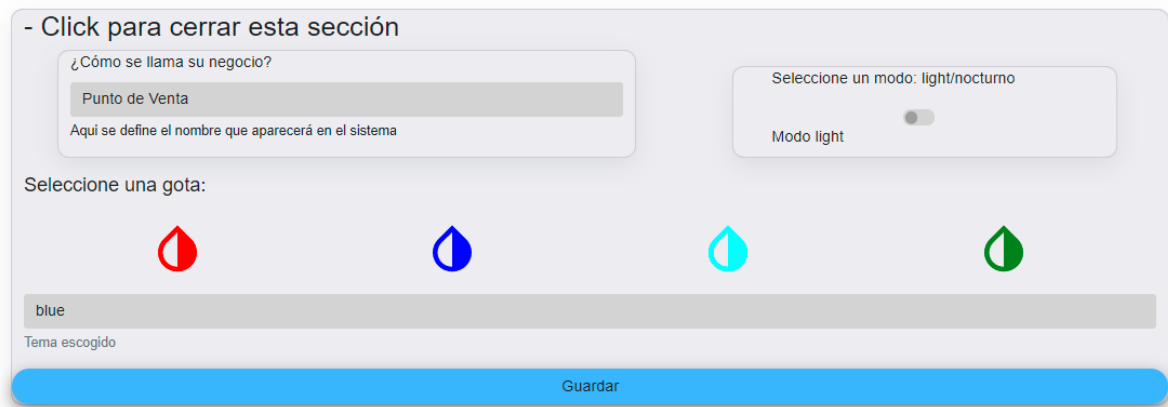 - Click para cerrar esta sección
¿Cómo se llama su negocio?
Punto de Venta
Aqui se define el nombre que aparecerá en el sistema
Seleccione un modo: light/nocturno
Modo light
Seleccione una gota:
blue
Tema escogido
Guardar